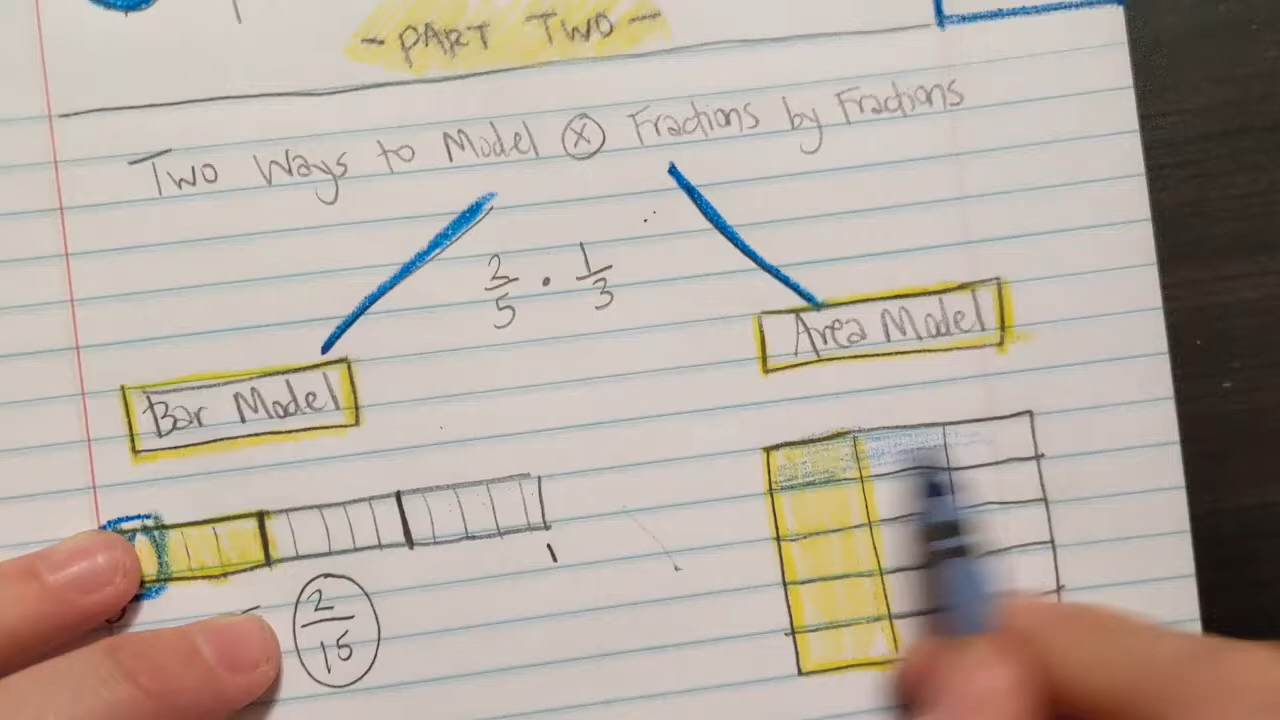 - PART TWO -
Two Ways to Model ⊗ Fractions by Fractions
2/5 · 1/3
Area Model
Bar Model
1
2/15